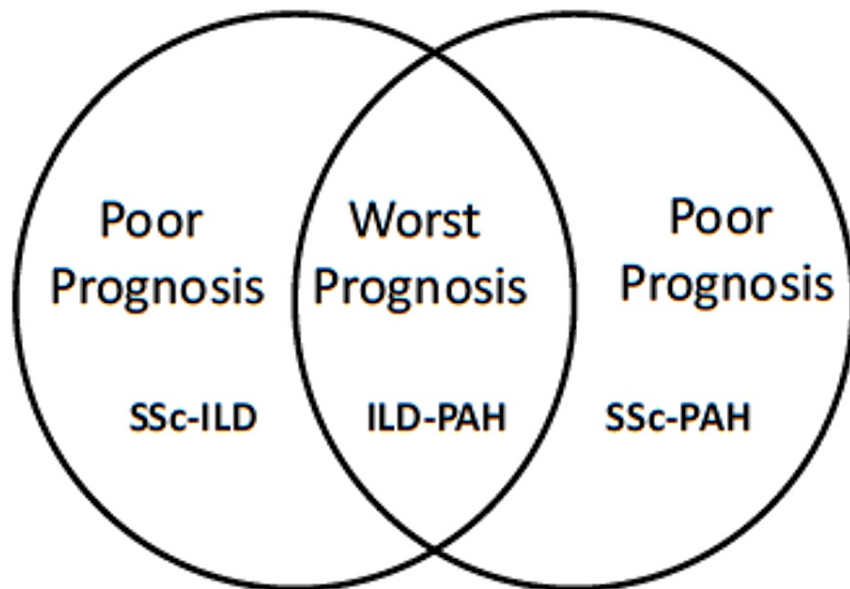 Poor
Prognosis
SSc-ILD
Worst
Prognosis
ILD-PAH
Poor
Prognosis
SSc-PAH